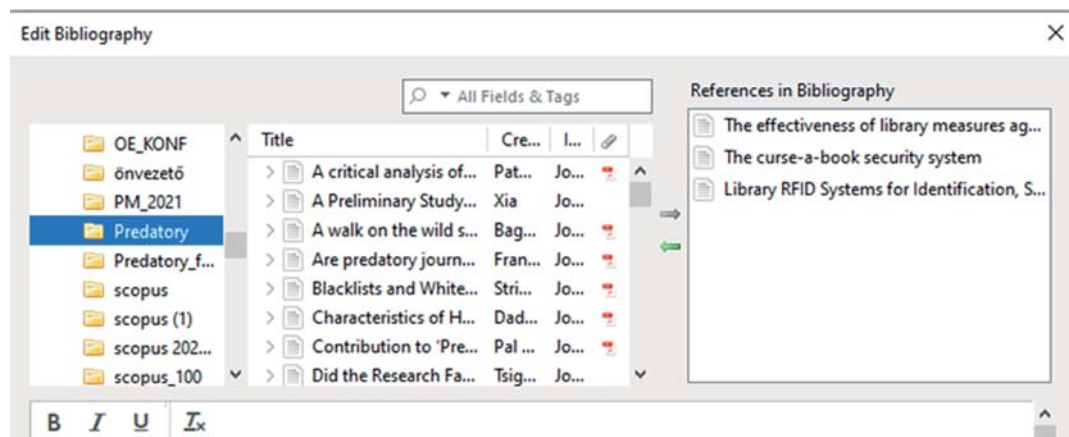 Edit Bibliography
All Fields & Tags
References in Bibliography
OE_KONF
önvezető
PM_2021
Predatory
Predatory_f...
scopus
scopus (1)
scopus 202...
scopus_100
Title Cre... I...
A critical analysis of... Pat... Jo...
A Preliminary Study... Xia Jo...
A walk on the wild s... Bag... Jo...
Are predatory journ... Fran... Jo...
Blacklists and White... Stri... Jo...
Characteristics of H... Dad... Jo...
Contribution to 'Pre... Pal ... Jo...
Did the Research Fa... Tsig... Jo...
The effectiveness of library measures ag...
The curse-a-book security system
Library RFID Systems for Identification, S...
B I U Tx